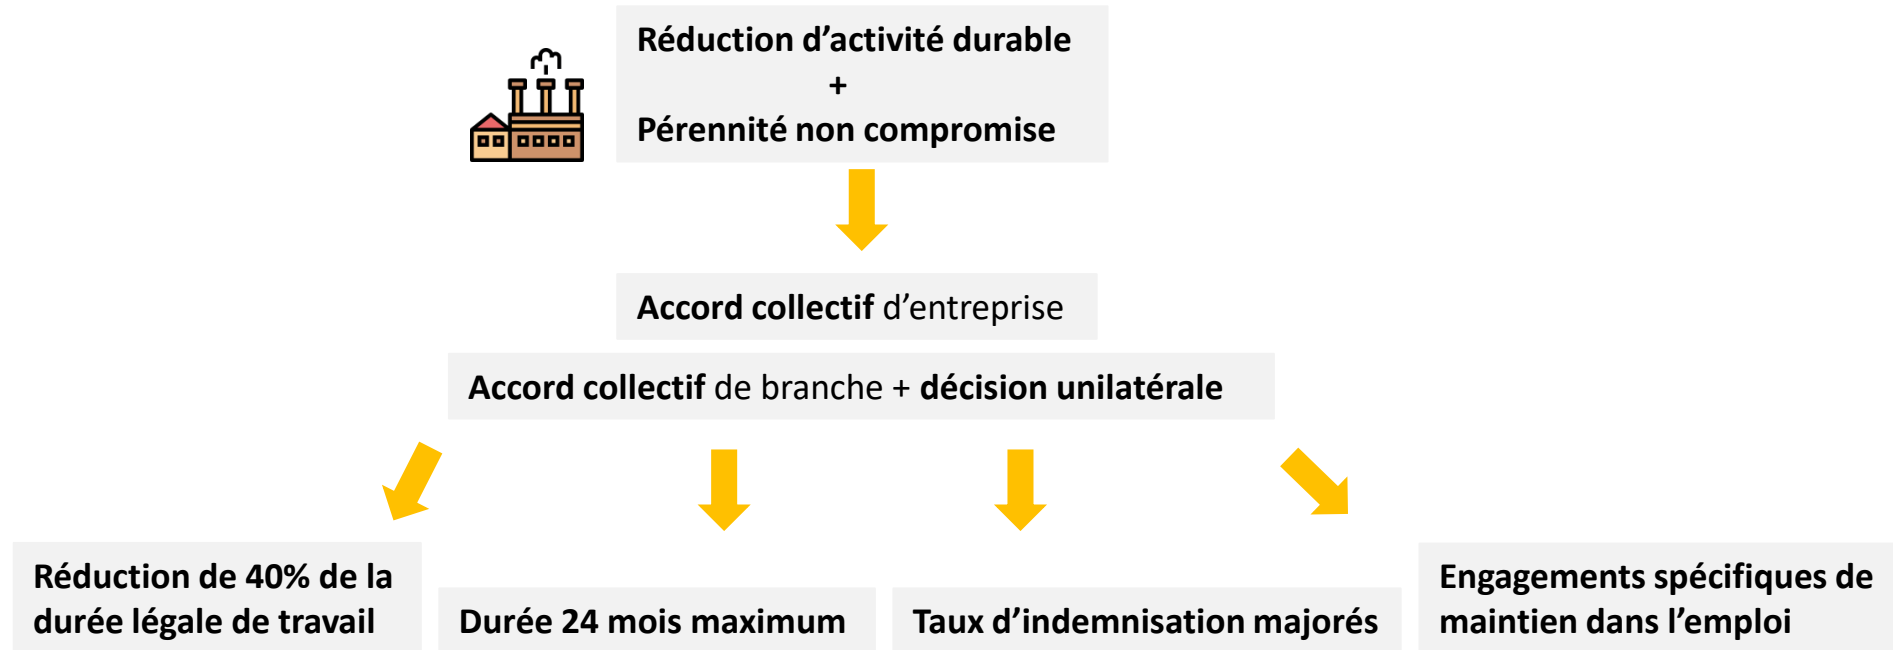 Réduction d’activité durable
+
Pérennité non compromise
Accord collectif d’entreprise
Accord collectif de branche + décision unilatérale
Réduction de 40% de la
durée légale de travail
Durée 24 mois maximum
Taux d’indemnisation majorés
Engagements spécifiques de
maintien dans l’emploi